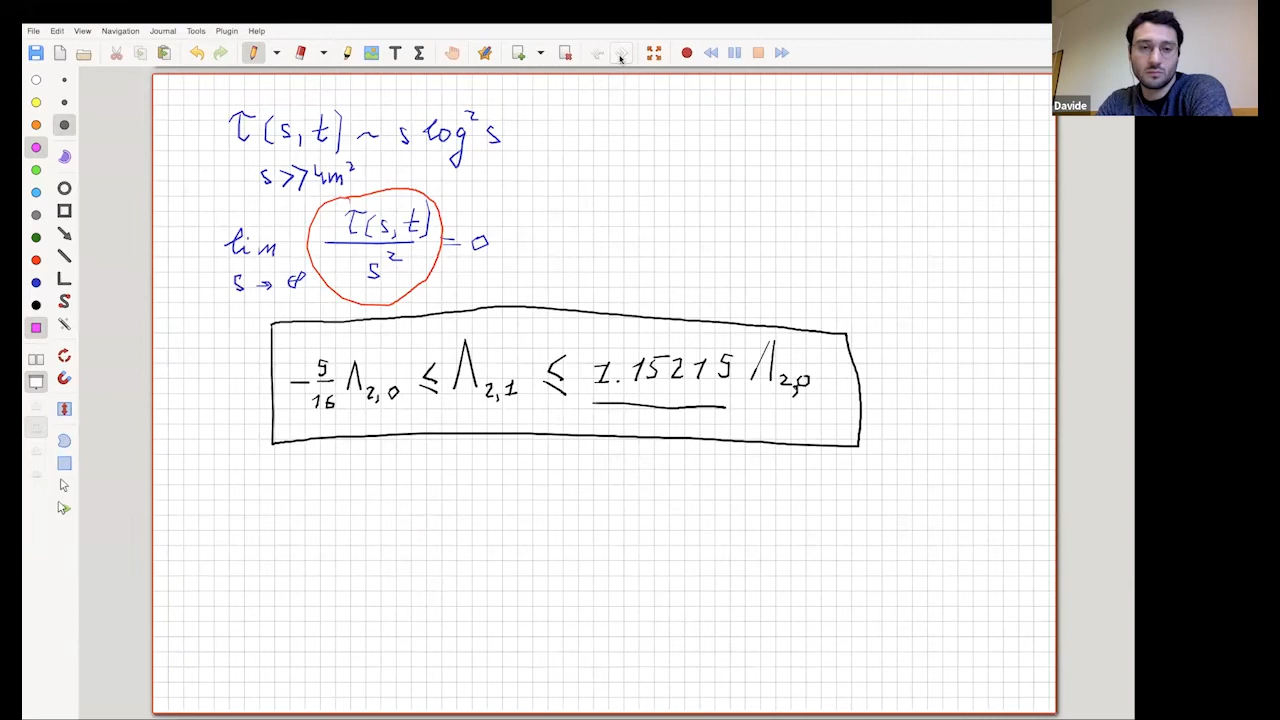 File Edit View Navigation Journal Tools Plugin Help
T Σ
Davide
τ(s,t) ~ s log² s
s >> 4m²
lim τ(s,t)/s² = 0
s → ∞
-5/16 Λ₂,₀ ≤ Λ₂,₁ ≤ 1.15215 Λ₂,₀